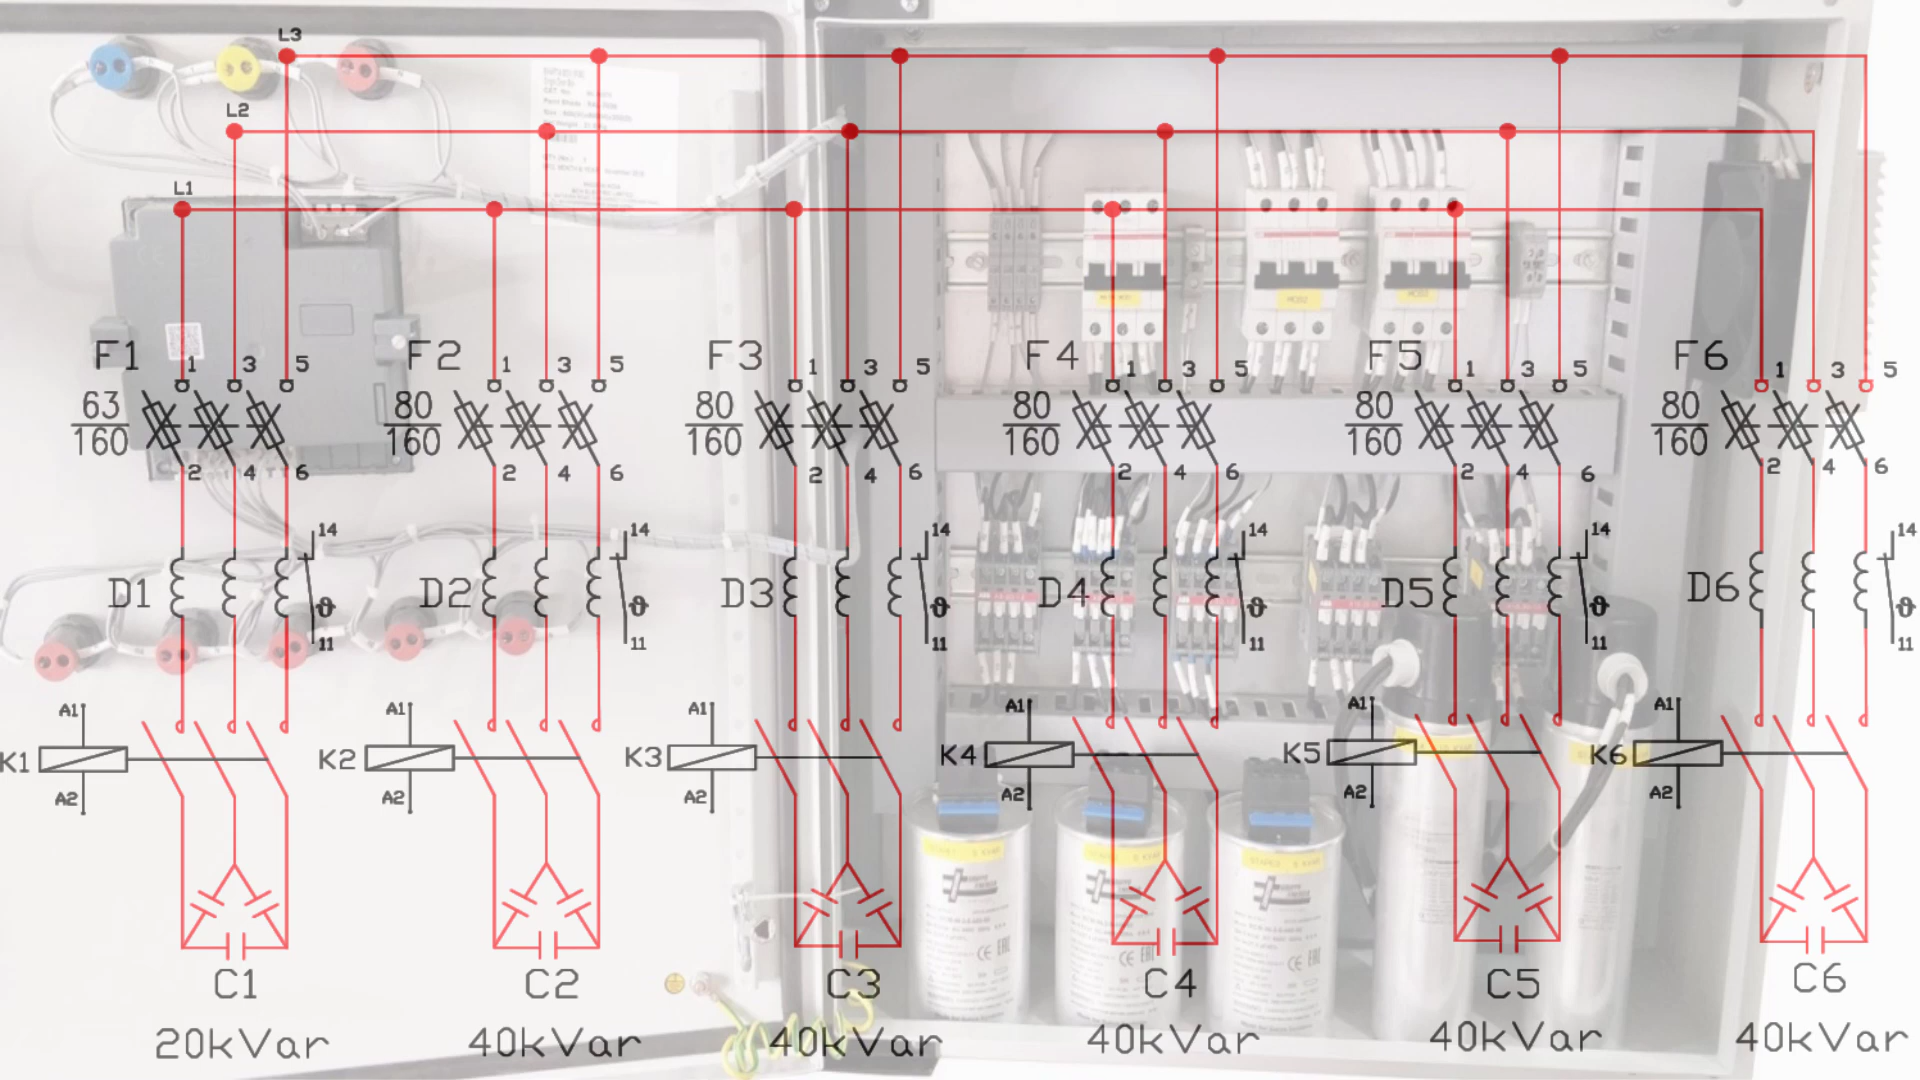 L3
L2
L1
F1 1 3 5
63
160
2 4 6
F2 1 3 5
80
160
2 4 6
F3 1 3 5
80
160
2 4 6
F4 1 3 5
80
160
2 4 6
F5 1 3 5
80
160
2 4 6
F6 1 3 5
80
160
2 4 6
D1 14
ϑ
11
D2 14
ϑ
11
D3 14
ϑ
11
D4 14
ϑ
11
D5 14
ϑ
11
D6 14
ϑ
11
A1
K1
A2
A1
K2
A2
A1
K3
A2
A1
K4
A2
A1
K5
A2
A1
K6
A2
C1
20kVar
C2
40kVar
C3
40kVar
C4
40kVar
C5
40kVar
C6
40kVar